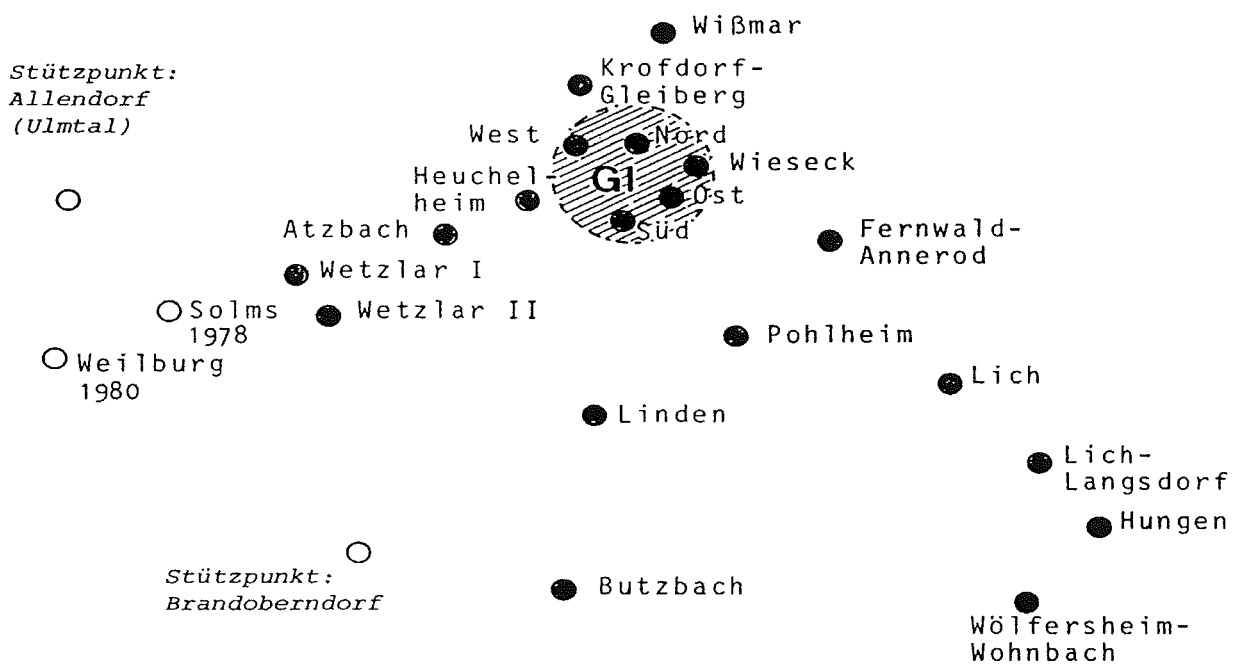 Wißmar
Stützpunkt:
Allendorf
(Ulmtal)
Krofdorf-
Gleiberg
West
Nord
Wieseck
Heuchel-
heim
GI
Ost
Süd
Atzbach
Fernwald-
Annerod
Wetzlar I
Solms
1978
Wetzlar II
Weilburg
1980
Pohlheim
Lich
Linden
Lich-
Langsdorf
Hungen
Stützpunkt:
Brandoberndorf
Butzbach
Wölfersheim-
Wohnbach